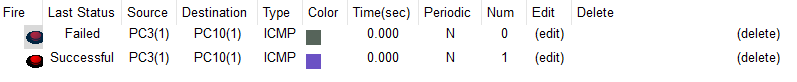 Fire Last Status Source Destination Type Color Time(sec) Periodic Num Edit Delete
Failed PC3(1) PC10(1) ICMP 0.000 N 0 (edit) (delete)
Successful PC3(1) PC10(1) ICMP 0.000 N 1 (edit) (delete)